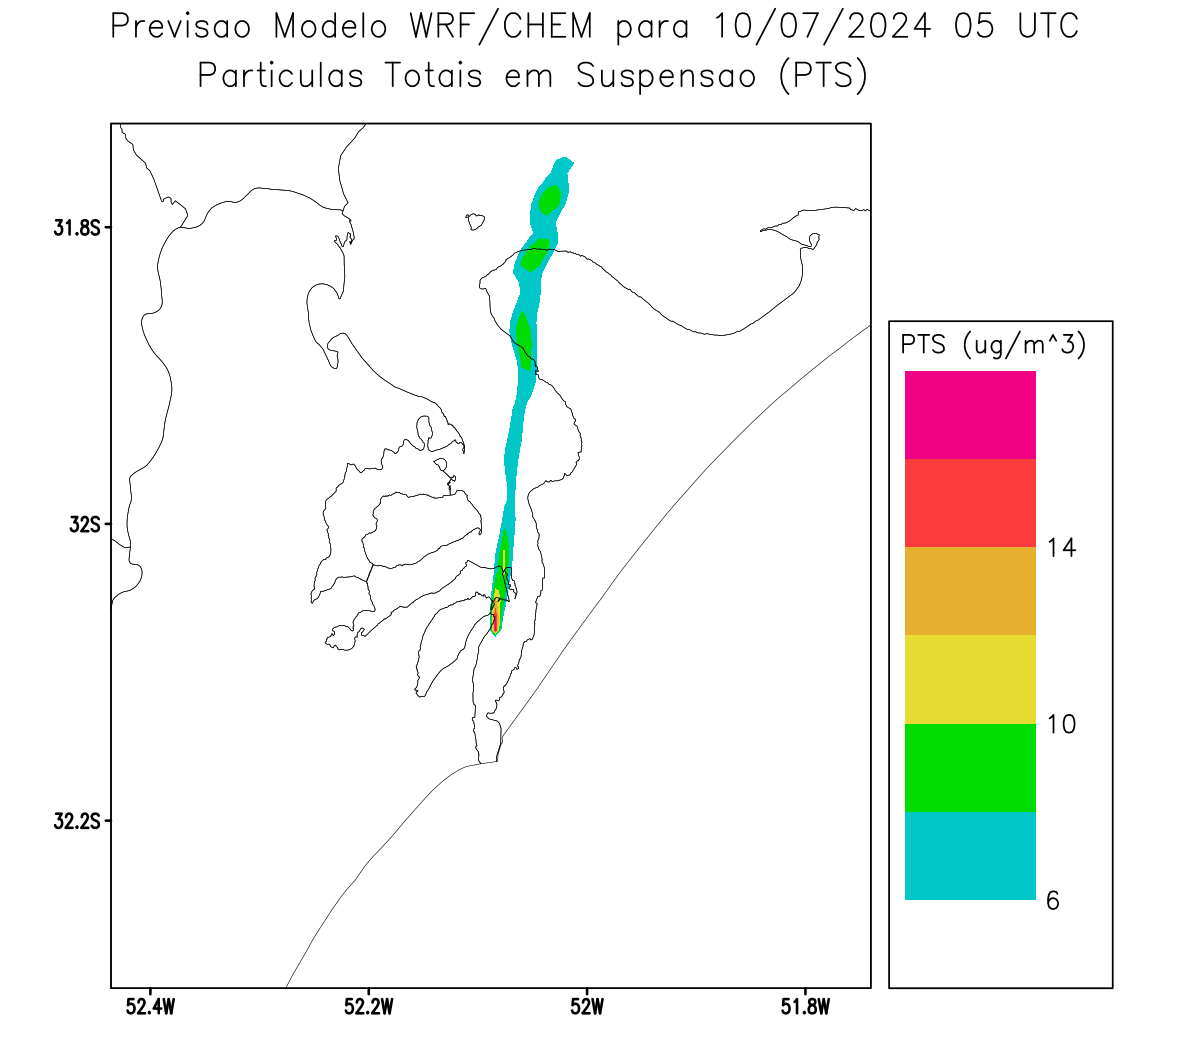 Previsao Modelo WRF/CHEM para 10/07/2024 05 UTC
Particulas Totais em Suspensao (PTS)
31.8S
32S
32.2S
52.4W
52.2W
52W
51.8W
PTS (ug/m^3)
14
10
6